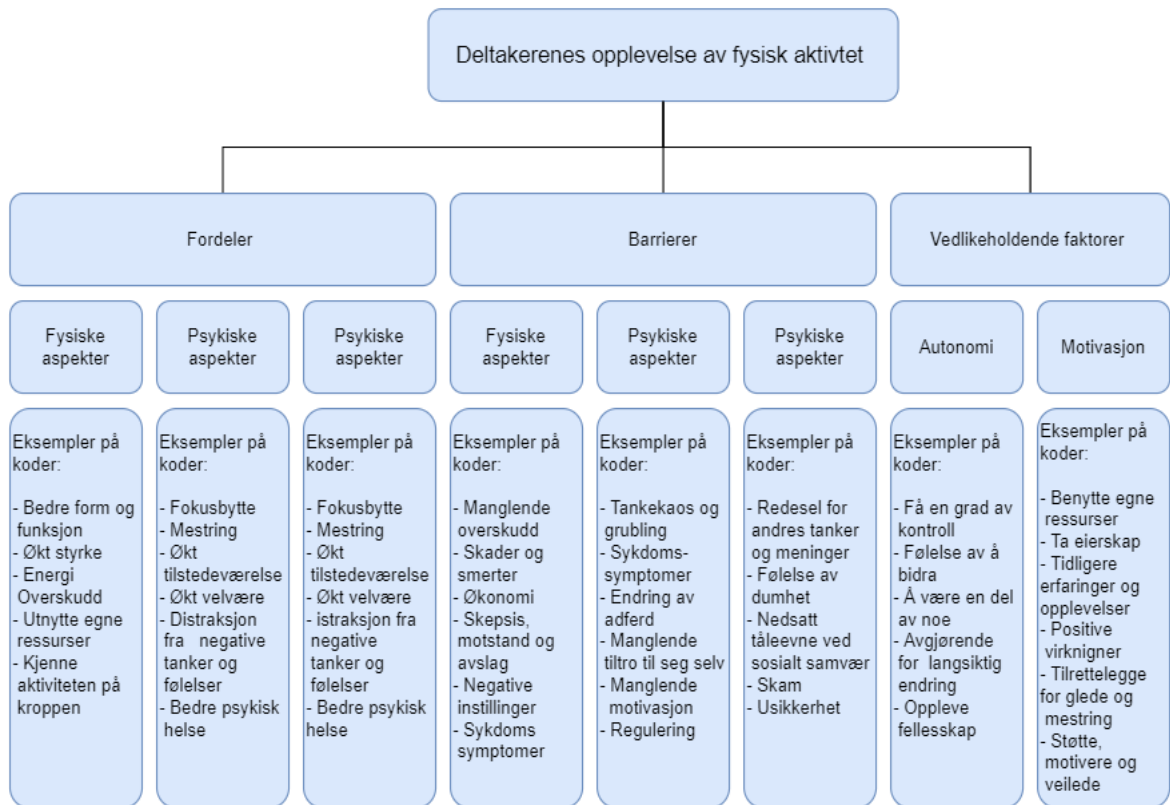 Deltakerenes opplevelse av fysisk aktivtet
Fordeler
Barrierer
Vedlikeholdende faktorer
Fysiske
aspekter
Psykiske
aspekter
Psykiske
aspekter
Fysiske
aspekter
Psykiske
aspekter
Psykiske
aspekter
Autonomi
Motivasjon
Eksempler på
koder:
- Bedre form og
funksjon
- Økt styrke
- Energi
Overskudd
- Utnytte egne
ressurser
- Kjenne
aktiviteten på
kroppen
Eksempler på
koder:
- Fokusbytte
- Mestring
- Økt
tilstedeværelse
- Økt velvære
- Distraksjon
fra negative
tanker og
følelser
- Bedre psykisk
helse
Eksempler på
koder:
- Fokusbytte
- Mestring
- Økt
tilstedeværelse
- Økt velvære
- istraksjon fra
negative
tanker og
følelser
- Bedre psykisk
helse
Eksempler på
koder:
- Manglende
overskudd
- Skader og
smerter
- Økonomi
- Skepsis,
motstand og
avslag
- Negative
instillinger
- Sykdoms
symptomer
Eksempler på
koder:
- Tankekaos og
grubling
- Sykdoms-
symptomer
- Endring av
adferd
- Manglende
tiltro til seg selv
- Manglende
motivasjon
- Regulering
Eksempler på
koder:
- Redesel for
andres tanker
og meninger
- Følelse av
dumhet
- Nedsatt
tåleevne ved
sosialt samvær
- Skam
- Usikkerhet
Eksempler på
koder:
- Få en grad av
kontroll
- Følelse av å
bidra
- Å være en del
av noe
- Avgjørende
for langsiktig
endring
- Oppleve
fellesskap
Eksempler på
koder:
- Benytte egne
ressurser
- Ta eierskap
- Tidligere
erfaringer og
opplevelser
- Positive
virknigner
- Tilrettelegge
for glede og
mestring
- Støtte,
motivere og
veilede